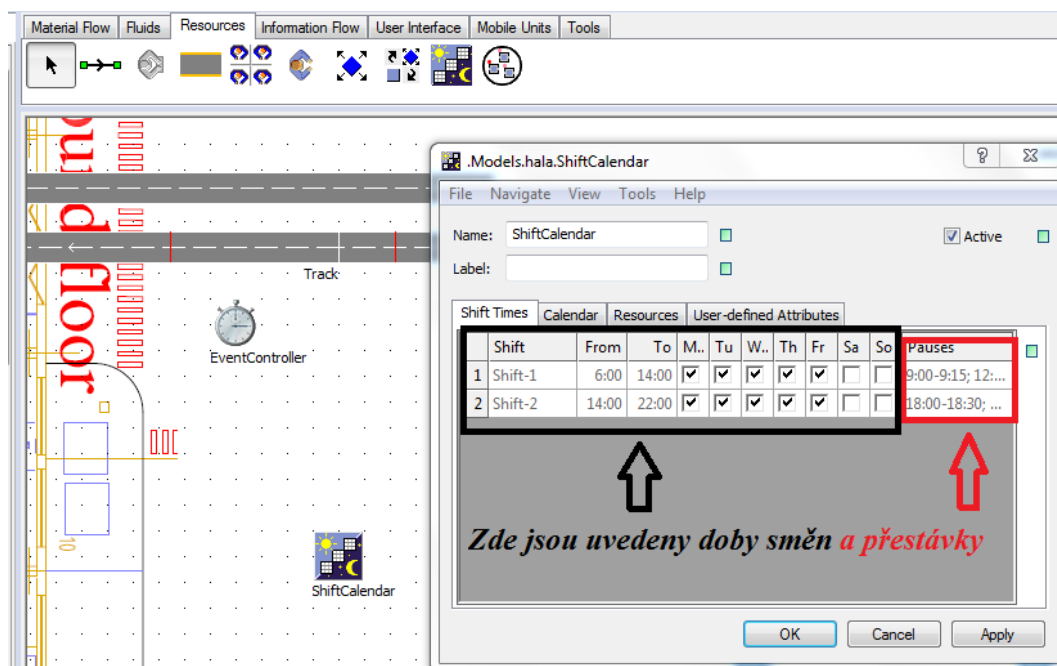 Material Flow Fluids Resources Information Flow User Interface Mobile Units Tools
.Models.hala.ShiftCalendar
File Navigate View Tools Help
Name: ShiftCalendar Active
Label:
Shift Times Calendar Resources User-defined Attributes
Shift From To M.. Tu W.. Th Fr Sa So Pauses
1 Shift-1 6:00 14:00 9:00-9:15; 12:...
2 Shift-2 14:00 22:00 18:00-18:30; ...
Zde jsou uvedeny doby směn a přestávky
OK Cancel Apply
floor
Track
EventController
10
ShiftCalendar